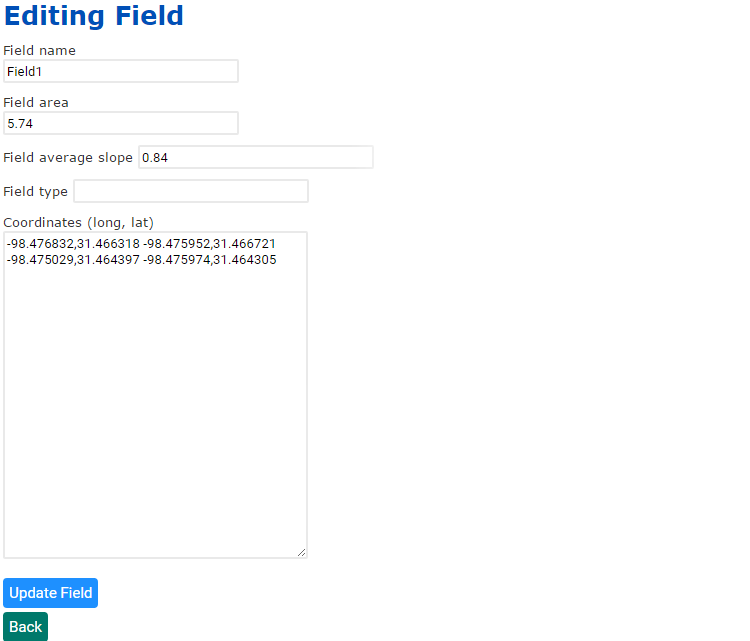 Editing Field
Field name
Field1
Field area
5.74
Field average slope 0.84
Field type
Coordinates (long, lat)
-98.476832,31.466318 -98.475952,31.466721
-98.475029,31.464397 -98.475974,31.464305
Update Field
Back